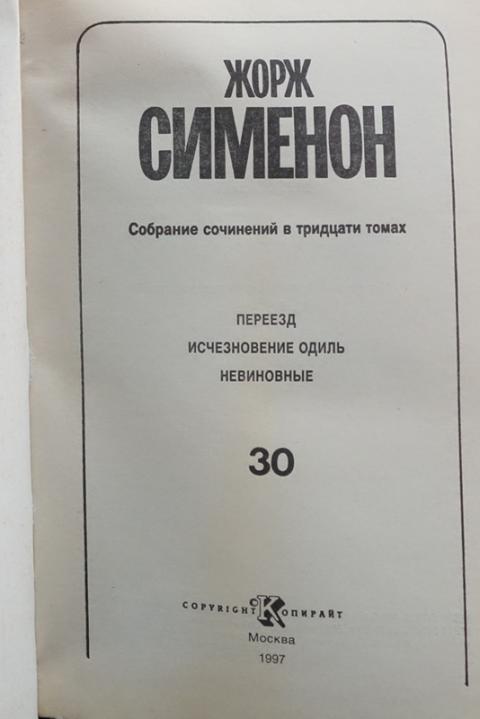 ЖОРЖ
СИМЕНОН
Собрание сочинений в тридцати томах
ПЕРЕЕЗД
ИСЧЕЗНОВЕНИЕ ОДИЛЬ
НЕВИНОВНЫЕ
30
COPYRIGHT © КОПИРАЙТ
Москва
1997